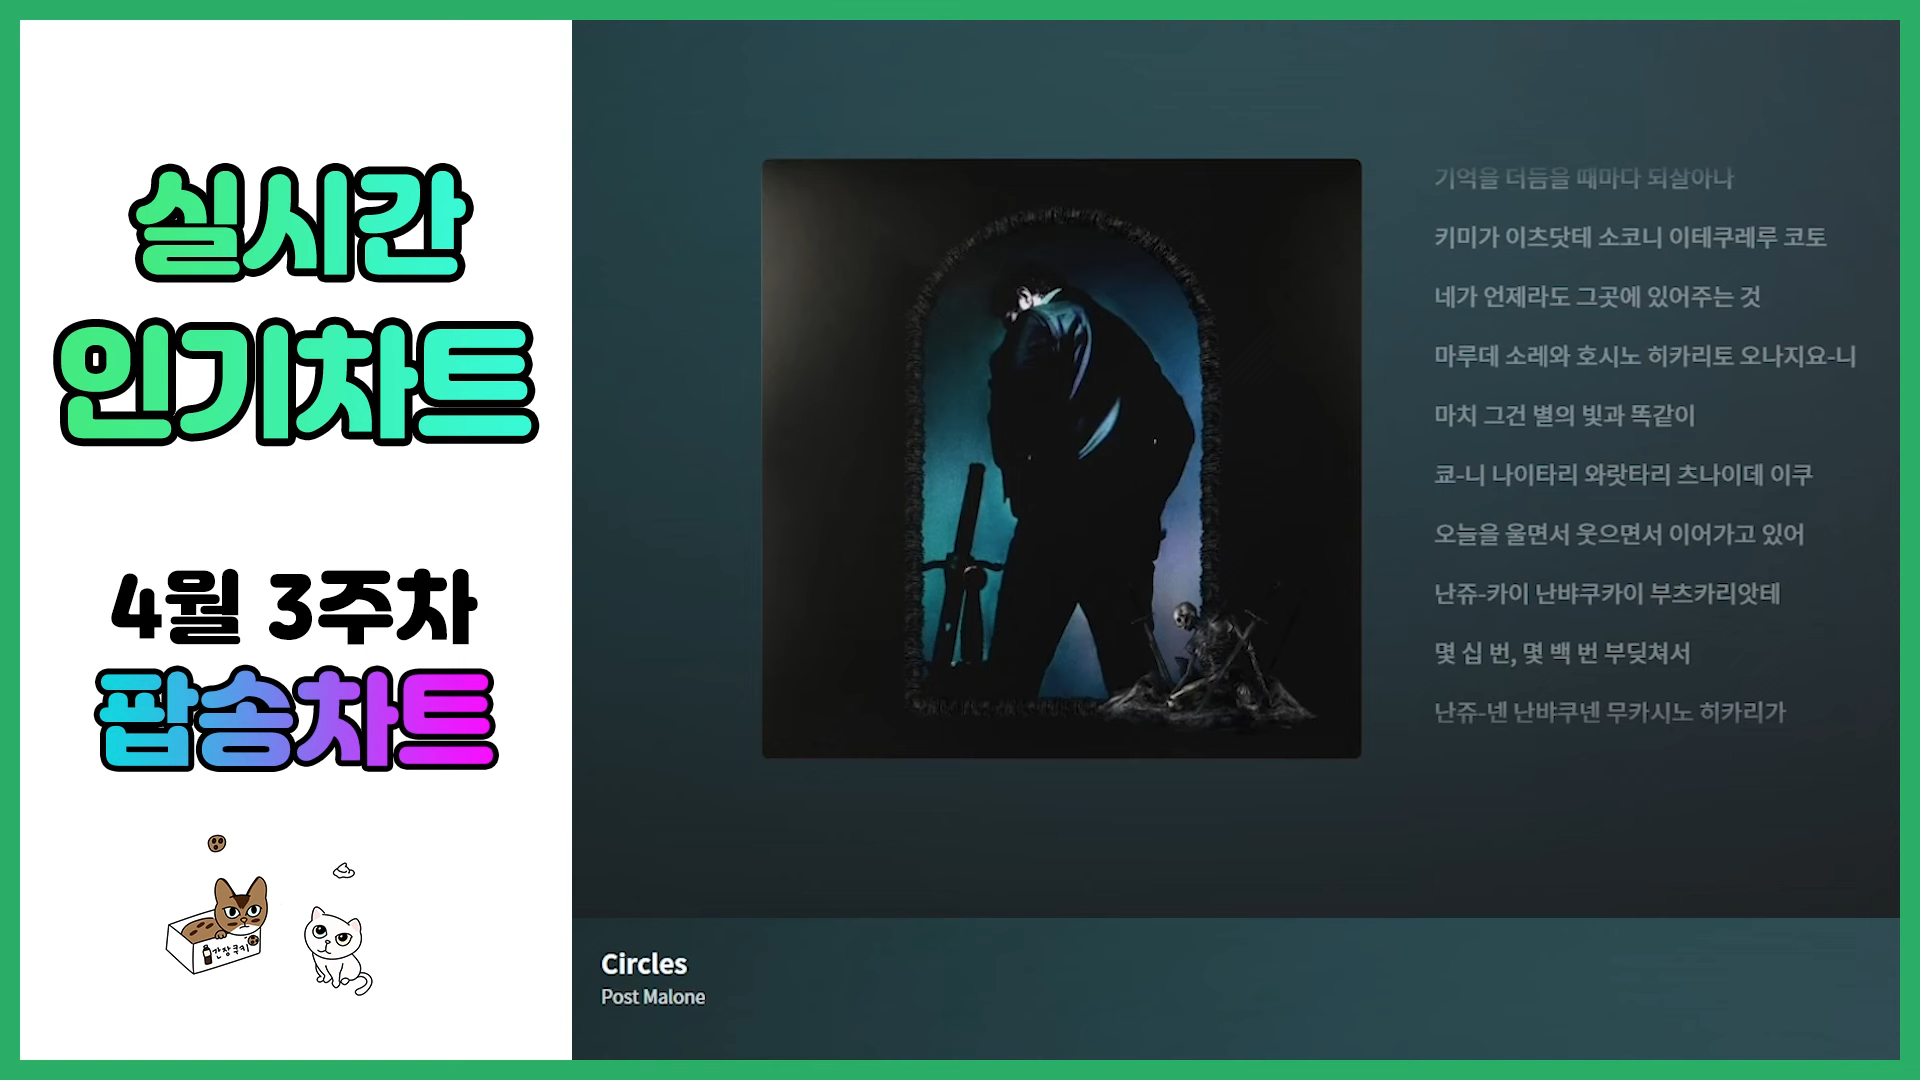 실시간
인기차트
4월 3주차
팝송차트
간장쿠키
기억을 더듬을 때마다 되살아나
키미가 이츠닷테 소코니 이테쿠레루 코토
네가 언제라도 그곳에 있어주는 것
마루데 소레와 호시노 히카리토 오나지요-니
마치 그건 별의 빛과 똑같이
쿄-니 나이타리 와랏타리 츠나이데 이쿠
오늘을 울면서 웃으면서 이어가고 있어
난쥬-카이 난뱌쿠카이 부츠카리앗테
몇 십 번, 몇 백 번 부딪쳐서
난쥬-넨 난뱌쿠넨 무카시노 히카리가
Circles
Post Malone